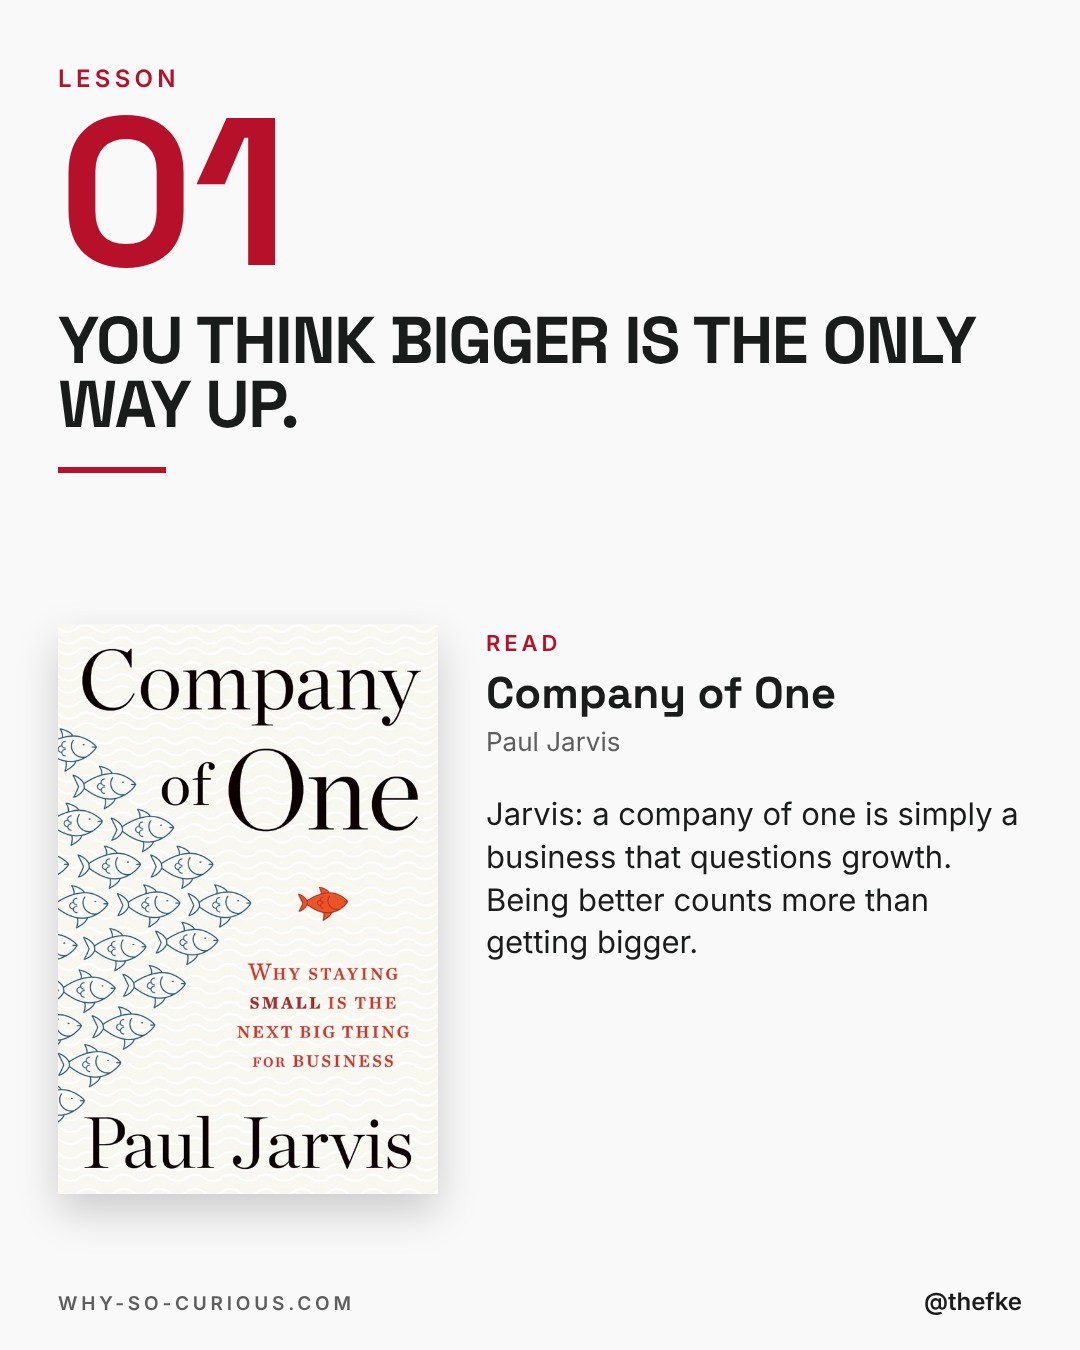 LESSON
01
YOU THINK BIGGER IS THE ONLY
WAY UP.
Company
of One
WHY STAYING
SMALL IS THE
NEXT BIG THING
FOR BUSINESS
Paul Jarvis
READ
Company of One
Paul Jarvis
Jarvis: a company of one is simply a
business that questions growth.
Being better counts more than
getting bigger.
WHY-SO-CURIOUS.COM
@thefke